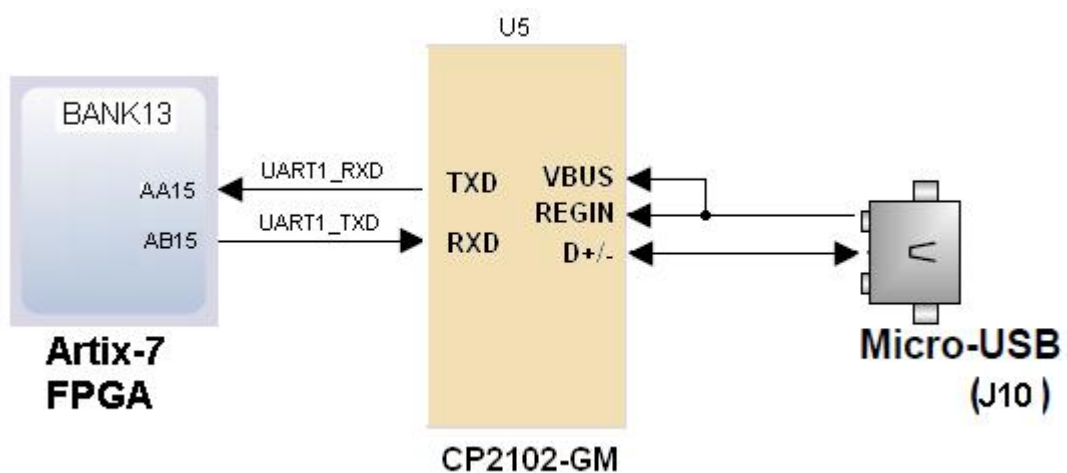 U5
BANK13
AA15
AB15
UART1_RXD
UART1_TXD
TXD
RXD
VBUS
REGIN
D+/-
Artix-7
FPGA
CP2102-GM
Micro-USB
(J10 )